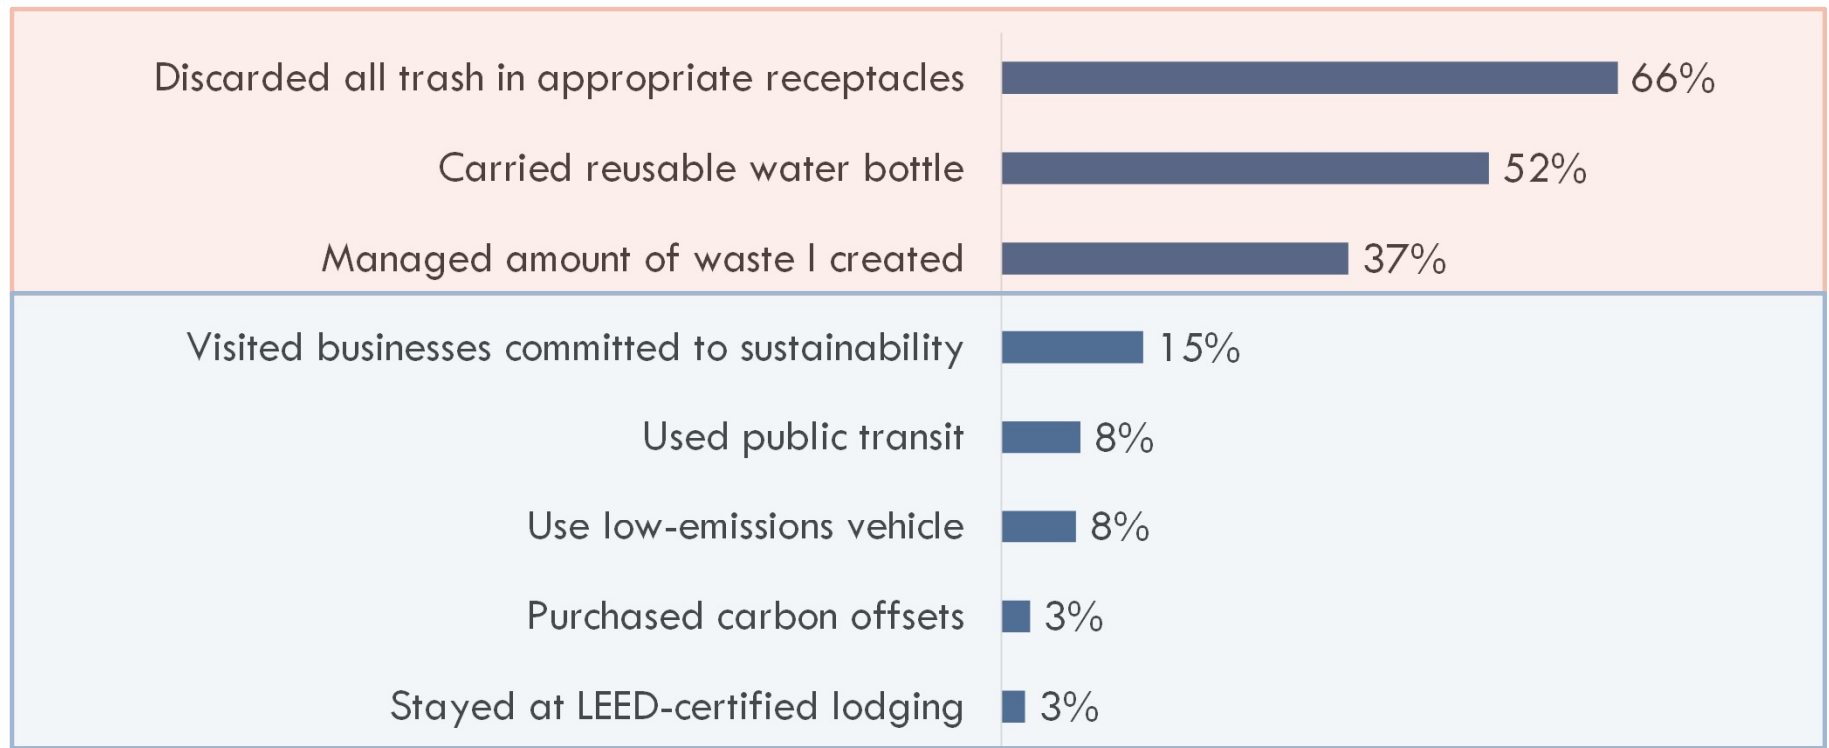 Discarded all trash in appropriate receptacles 66%
Carried reusable water bottle 52%
Managed amount of waste I created 37%
Visited businesses committed to sustainability 15%
Used public transit 8%
Use low-emissions vehicle 8%
Purchased carbon offsets 3%
Stayed at LEED-certified lodging 3%